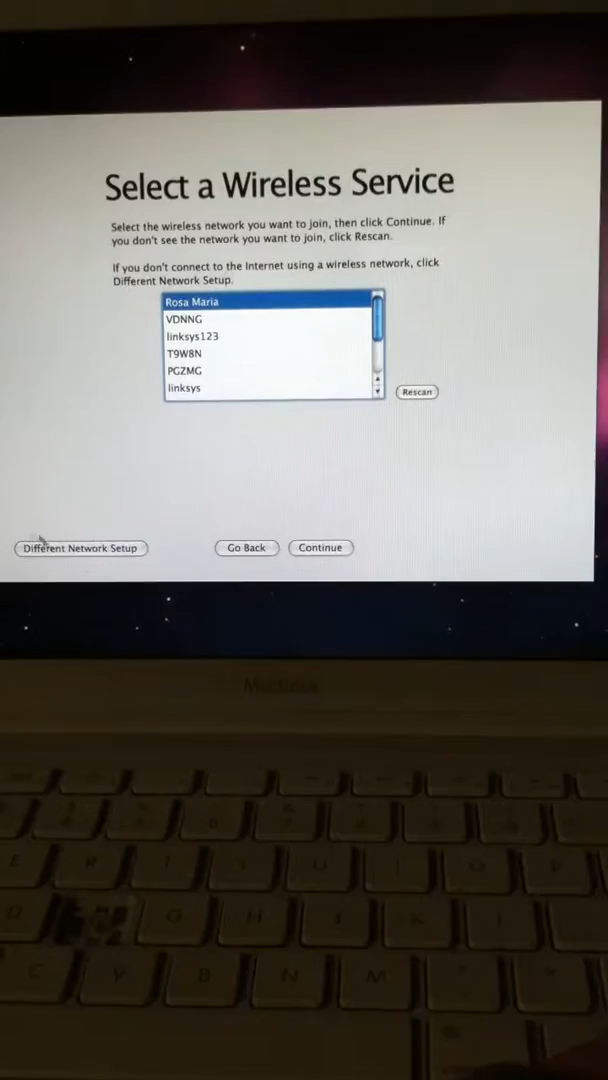 Select a Wireless Service
Select the wireless network you want to join, then click Continue. If
you don't see the network you want to join, click Rescan.
If you don't connect to the Internet using a wireless network, click
Different Network Setup.
Rosa Maria
VDNNG
linksys123
T9W8N
PGZMG
linksys
Rescan
Different Network Setup
Go Back
Continue
MacBook
E R T Y U I O P
D G H J K L
C V B N M